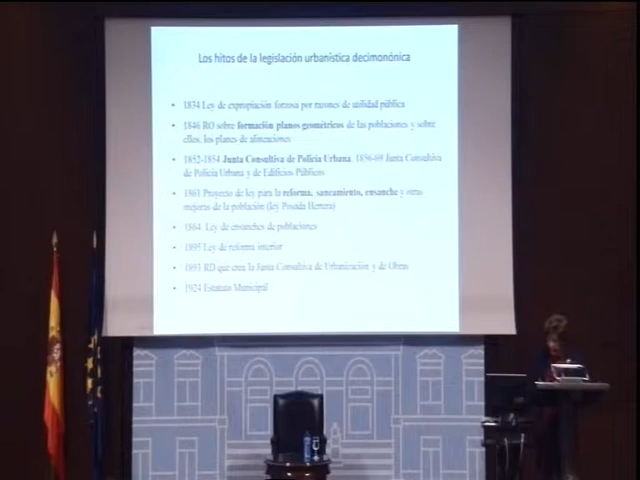 Los hitos de la legislación urbanística decimonónica
• 1834 Ley de expropiación forzosa por razones de utilidad pública
• 1846 RO sobre formación planos geométricos de las poblaciones y sobre
ellos, los planes de alineaciones
• 1852-1854 Junta Consultiva de Policía Urbana. 1856-69 Junta Consultiva
de Policía Urbana y de Edificios Públicos
• 1861 Proyecto de ley para la reforma, saneamiento, ensanche y otras
mejoras de la población (ley Posada Herrera)
• 1864. Ley de ensanches de poblaciones
• 1895 Ley de reforma interior
• 1893 RD que crea la Junta Consultiva de Urbanización y de Obras
• 1924 Estatuto Municipal